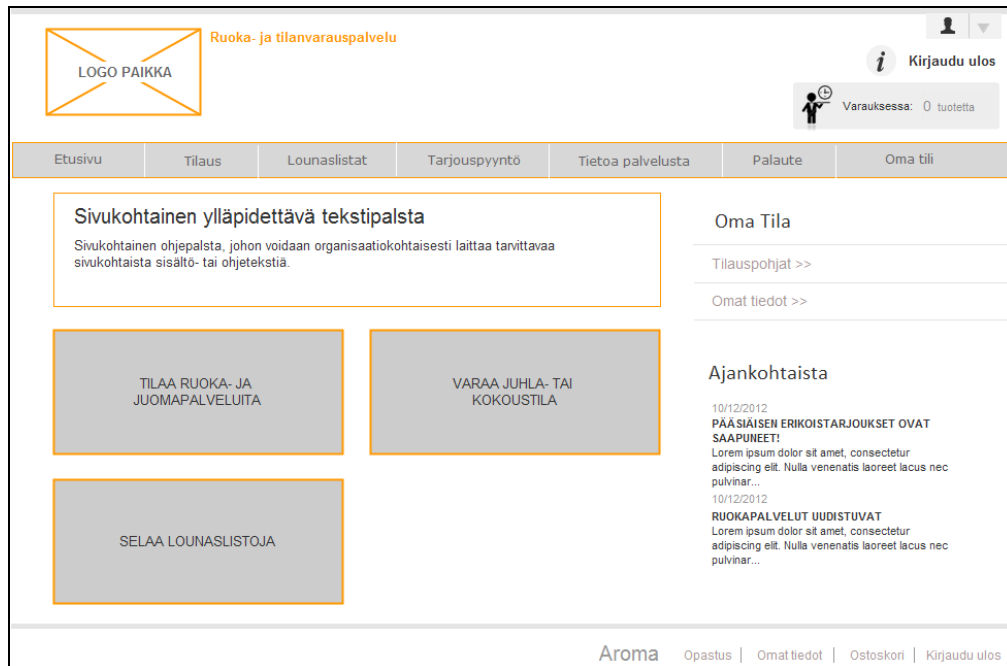 Ruoka- ja tilanvarauspalvelu
LOGO PAIKKA
i Kirjaudu ulos
Varauksessa: 0 tuotetta
Etusivu Tilaus Lounaslistat Tarjouspyyntö Tietoa palvelusta Palaute Oma tili
Sivukohtainen ylläpidettävä tekstipalsta
Sivukohtainen ohjepalsta, johon voidaan organisaatiokohtaisesti laittaa tarvittavaa
sivukohtaista sisältö- tai ohjetekstiä.
TILAA RUOKA- JA
JUOMAPALVELUITA
VARAA JUHLA- TAI
KOKOUSTILA
SELAA LOUNASLISTOJA
Oma Tila
Tilauspohjat >>
Omat tiedot >>
Ajankohtaista
10/12/2012
PÄÄSIÄISEN ERIKOISTARJOUKSET OVAT
SAAPUNEET!
Lorem ipsum dolor sit amet, consectetur
adipiscing elit. Nulla venenatis laoreet lacus nec
pulvinar...
10/12/2012
RUOKAPALVELUT UUDISTUVAT
Lorem ipsum dolor sit amet, consectetur
adipiscing elit. Nulla venenatis laoreet lacus nec
pulvinar...
Aroma Opastus | Omat tiedot | Ostoskori | Kirjaudu ulos